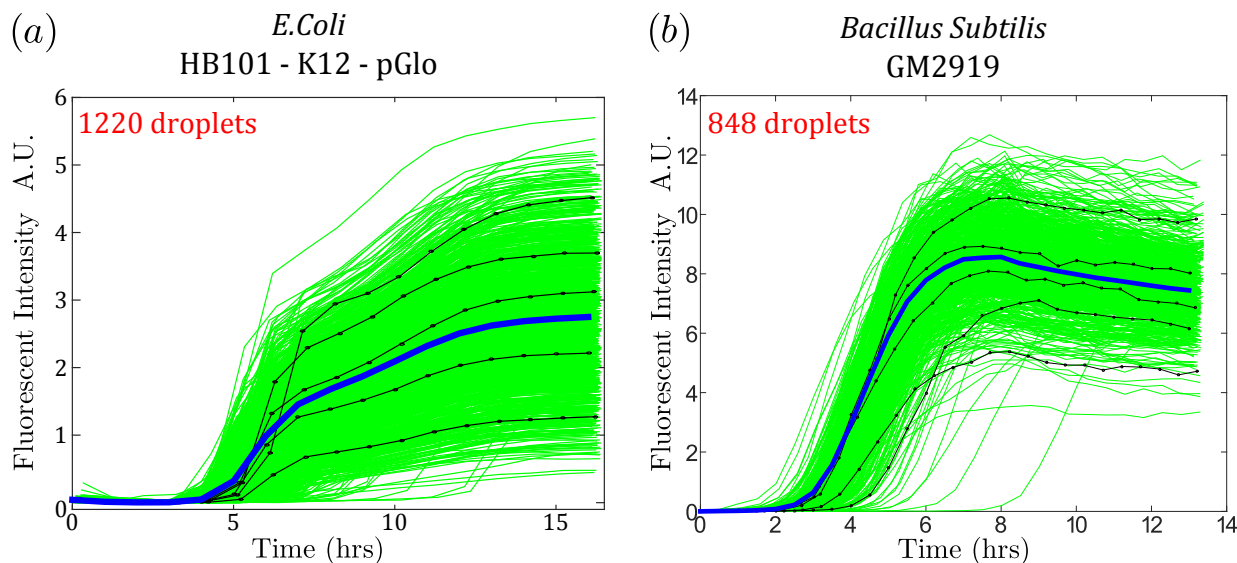 (a)
E.Coli
HB101 - K12 - pGlo
1220 droplets
Fluorescent Intensity A.U.
6
5
4
3
2
1
0
0 5 10 15
Time (hrs)
(b)
Bacillus Subtilis
GM2919
848 droplets
Fluorescent Intensity A.U.
14
12
10
8
6
4
2
0
0 2 4 6 8 10 12 14
Time (hrs)